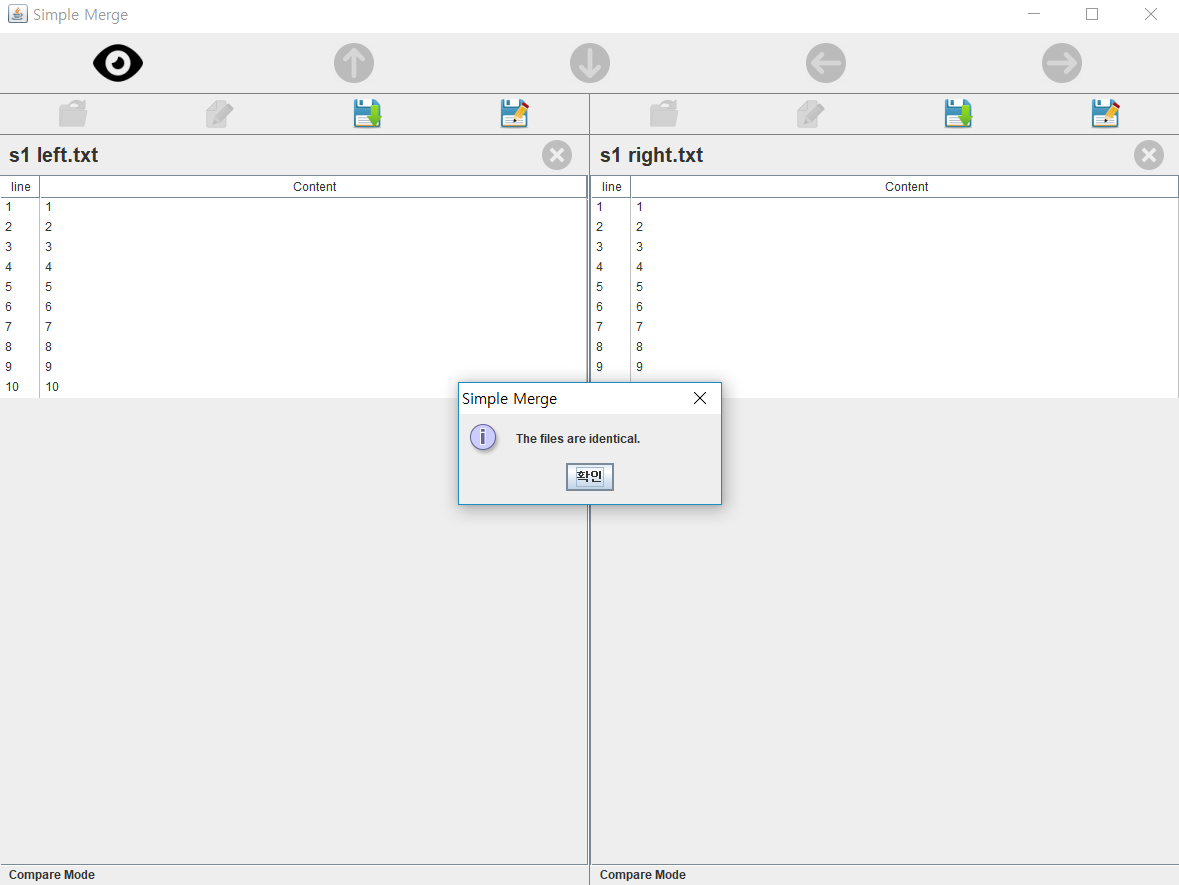 Simple Merge
s1 left.txt
s1 right.txt
line Content
line Content
1 1
2 2
3 3
4 4
5 5
6 6
7 7
8 8
9 9
10 10
1 1
2 2
3 3
4 4
5 5
6 6
7 7
8 8
9 9
Simple Merge
i
The files are identical.
확인
Compare Mode
Compare Mode